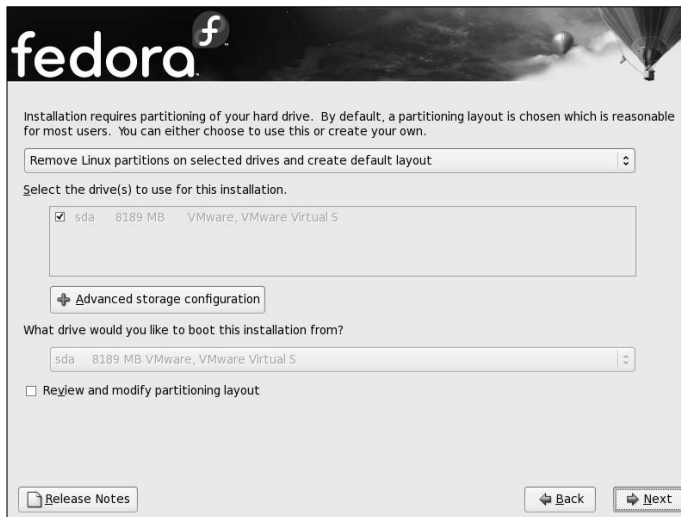 fedora
Installation requires partitioning of your hard drive. By default, a partitioning layout is chosen which is reasonable
for most users. You can either choose to use this or create your own.
Remove Linux partitions on selected drives and create default layout
Select the drive(s) to use for this installation.
sda 8189 MB VMware, VMware Virtual S
Advanced storage configuration
What drive would you like to boot this installation from?
sda 8189 MB VMware, VMware Virtual S
Review and modify partitioning layout
Release Notes
Back
Next